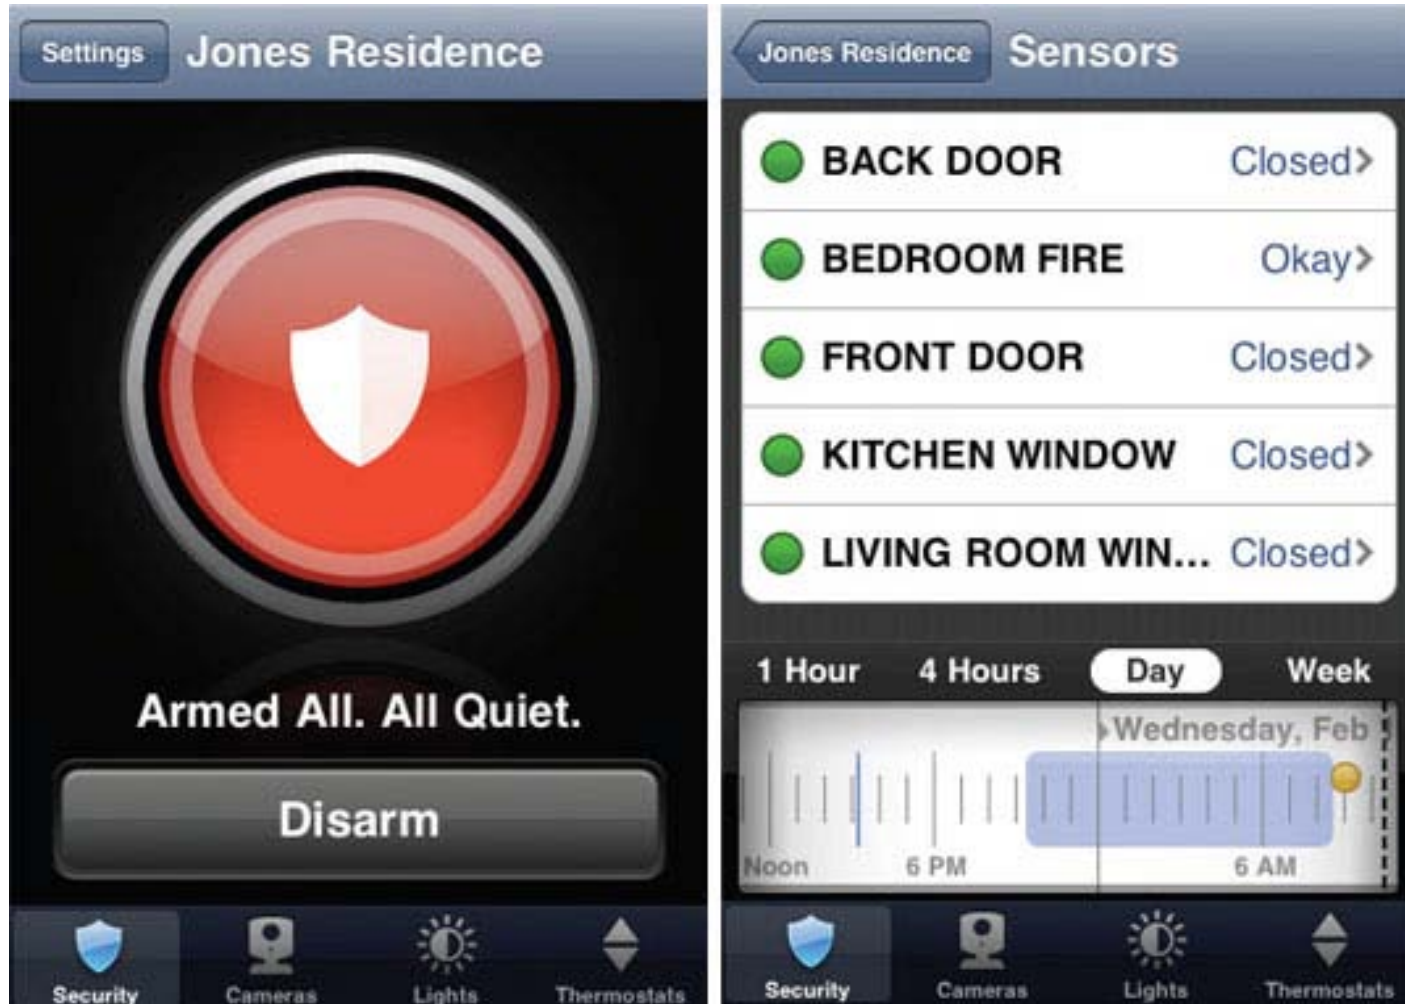 Settings
Jones Residence
Armed All. All Quiet.
Disarm
Security
Cameras
Lights
Thermostats
Jones Residence
Sensors
BACK DOOR Closed
BEDROOM FIRE Okay
FRONT DOOR Closed
KITCHEN WINDOW Closed
LIVING ROOM WIN... Closed
1 Hour 4 Hours Day Week
Wednesday, Feb
Noon 6 PM 6 AM
Security
Cameras
Lights
Thermostats